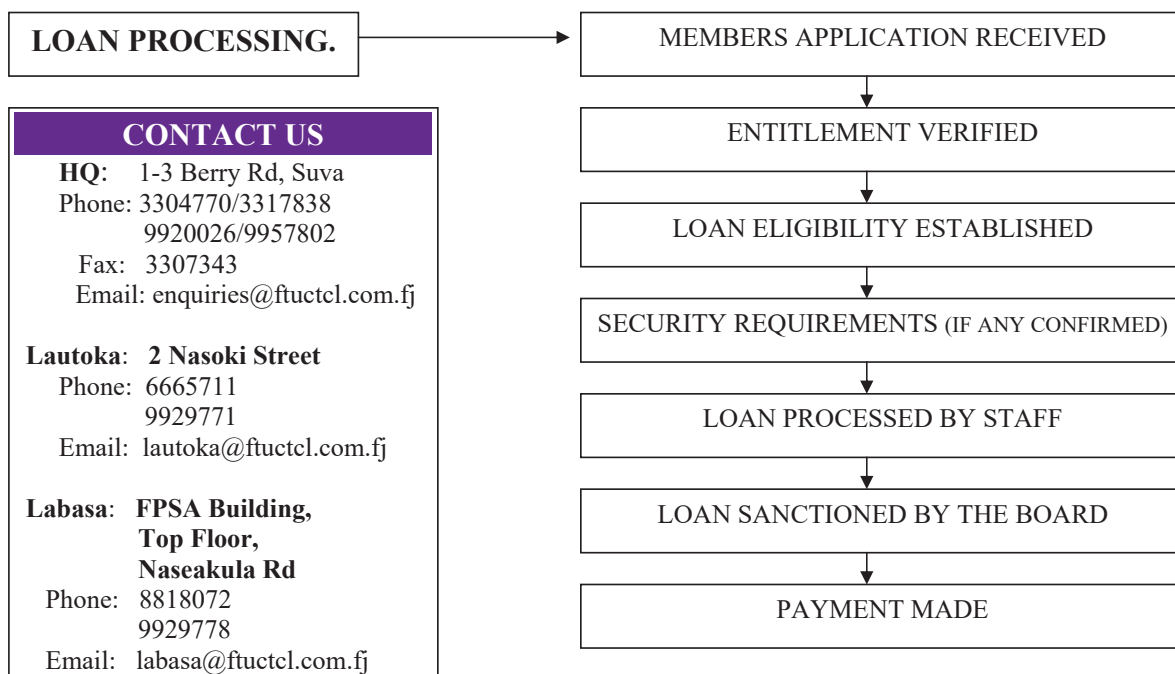 LOAN PROCESSING.
MEMBERS APPLICATION RECEIVED
ENTITLEMENT VERIFIED
LOAN ELIGIBILITY ESTABLISHED
SECURITY REQUIREMENTS (IF ANY CONFIRMED)
LOAN PROCESSED BY STAFF
LOAN SANCTIONED BY THE BOARD
PAYMENT MADE
CONTACT US
HQ: 1-3 Berry Rd, Suva
Phone: 3304770/3317838
9920026/9957802
Fax: 3307343
Email: enquiries@ftuctcl.com.fj
Lautoka: 2 Nasoki Street
Phone: 6665711
9929771
Email: lautoka@ftuctcl.com.fj
Labasa: FPSA Building,
Top Floor,
Naseakula Rd
Phone: 8818072
9929778
Email: labasa@ftuctcl.com.fj